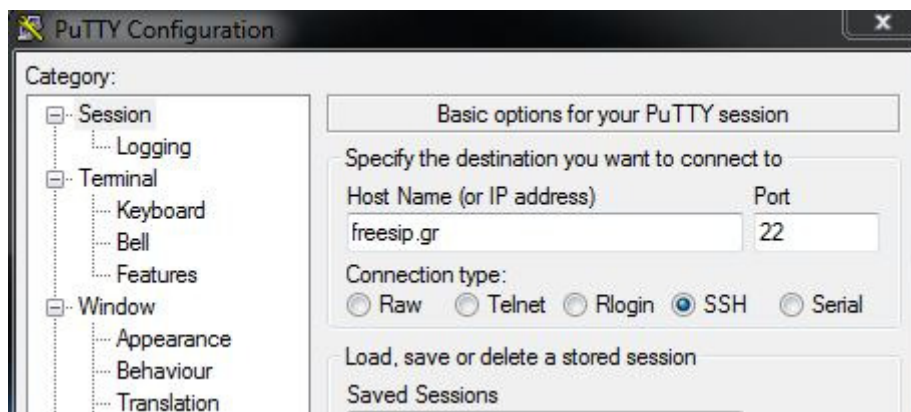 PuTTY Configuration
Category:
Session
Logging
Terminal
Keyboard
Bell
Features
Window
Appearance
Behaviour
Translation
Basic options for your PuTTY session
Specify the destination you want to connect to
Host Name (or IP address) Port
freesip.gr 22
Connection type:
Raw Telnet Rlogin SSH Serial
Load, save or delete a stored session
Saved Sessions